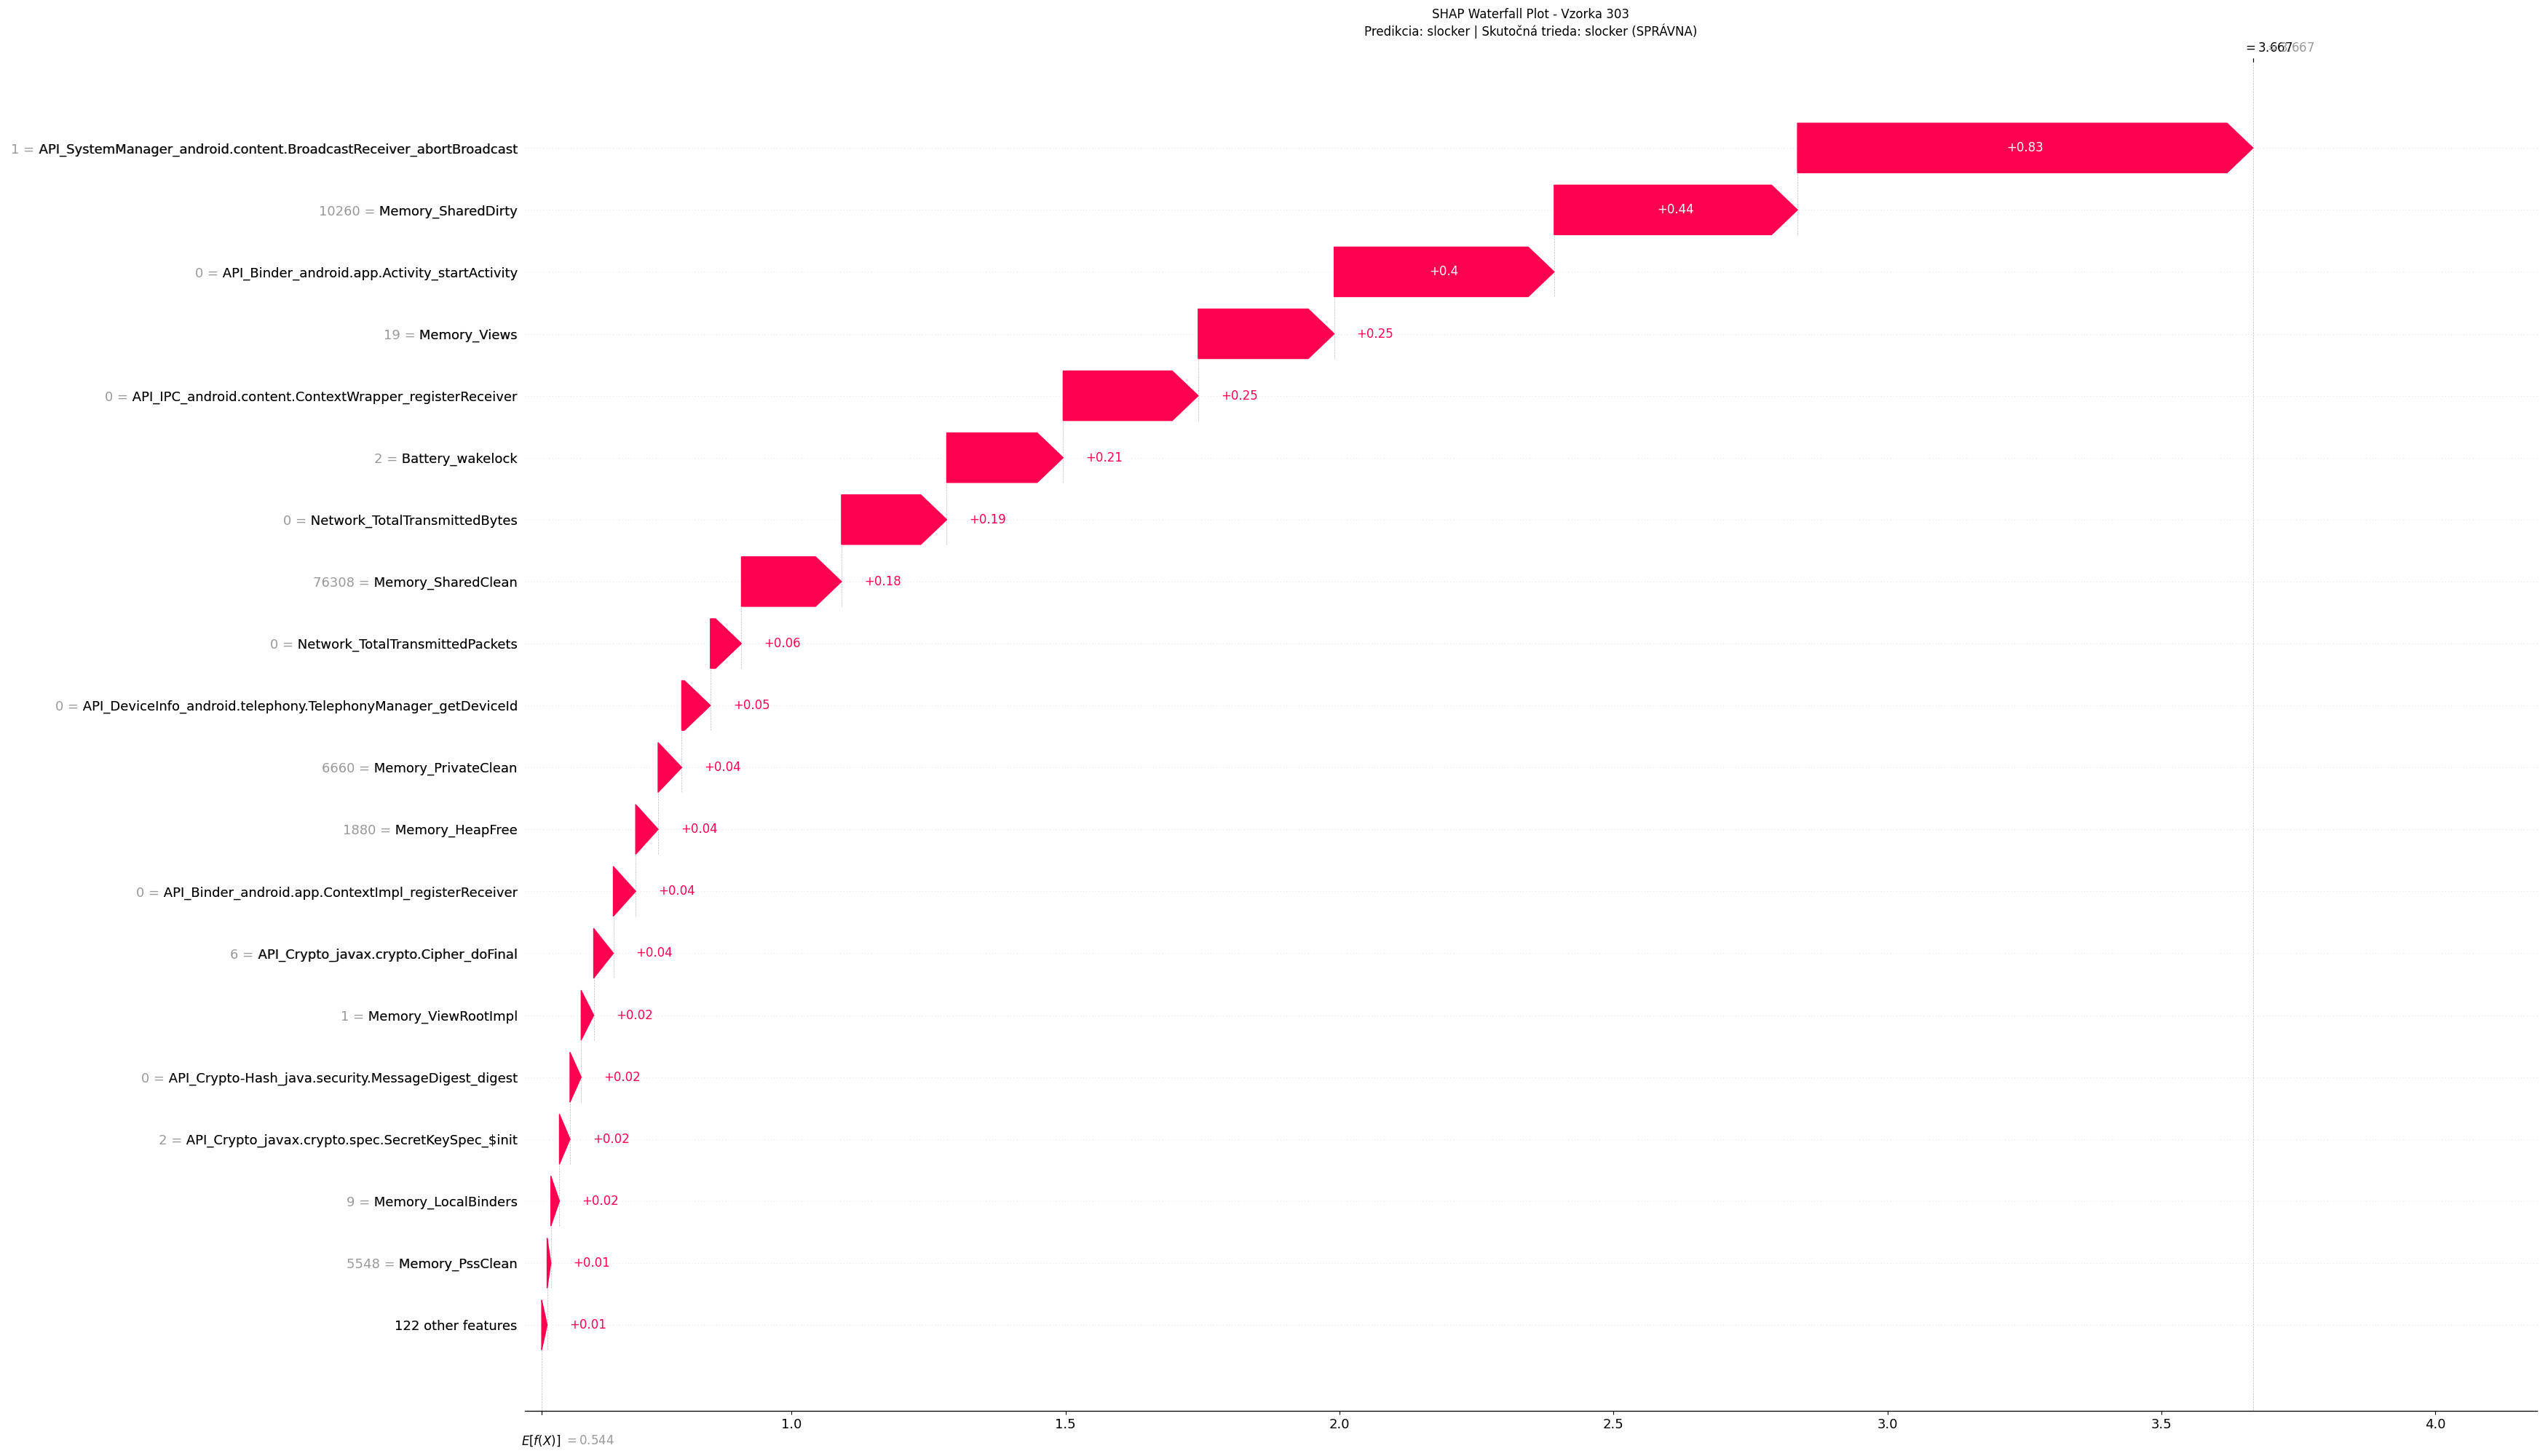 SHAP Waterfall Plot - Vzorka 303
Predikcia: slocker | Skutočná trieda: slocker (SPRÁVNA)
= 3.667
1 = API_SystemManager_android.content.BroadcastReceiver_abortBroadcast
+0.83
10260 = Memory_SharedDirty
+0.44
0 = API_Binder_android.app.Activity_startActivity
+0.4
19 = Memory_Views
+0.25
0 = API_IPC_android.content.ContextWrapper_registerReceiver
+0.25
2 = Battery_wakelock
+0.21
0 = Network_TotalTransmittedBytes
+0.19
76308 = Memory_SharedClean
+0.18
0 = Network_TotalTransmittedPackets
+0.06
0 = API_DeviceInfo_android.telephony.TelephonyManager_getDeviceId
+0.05
6660 = Memory_PrivateClean
+0.04
1880 = Memory_HeapFree
+0.04
0 = API_Binder_android.app.ContextImpl_registerReceiver
+0.04
6 = API_Crypto_javax.crypto.Cipher_doFinal
+0.04
1 = Memory_ViewRootImpl
+0.02
0 = API_Crypto-Hash_java.security.MessageDigest_digest
+0.02
2 = API_Crypto_javax.crypto.spec.SecretKeySpec_$init
+0.02
9 = Memory_LocalBinders
+0.02
5548 = Memory_PssClean
+0.01
122 other features
+0.01
1.0 1.5 2.0 2.5 3.0 3.5 4.0
E[f(X)] = 0.544